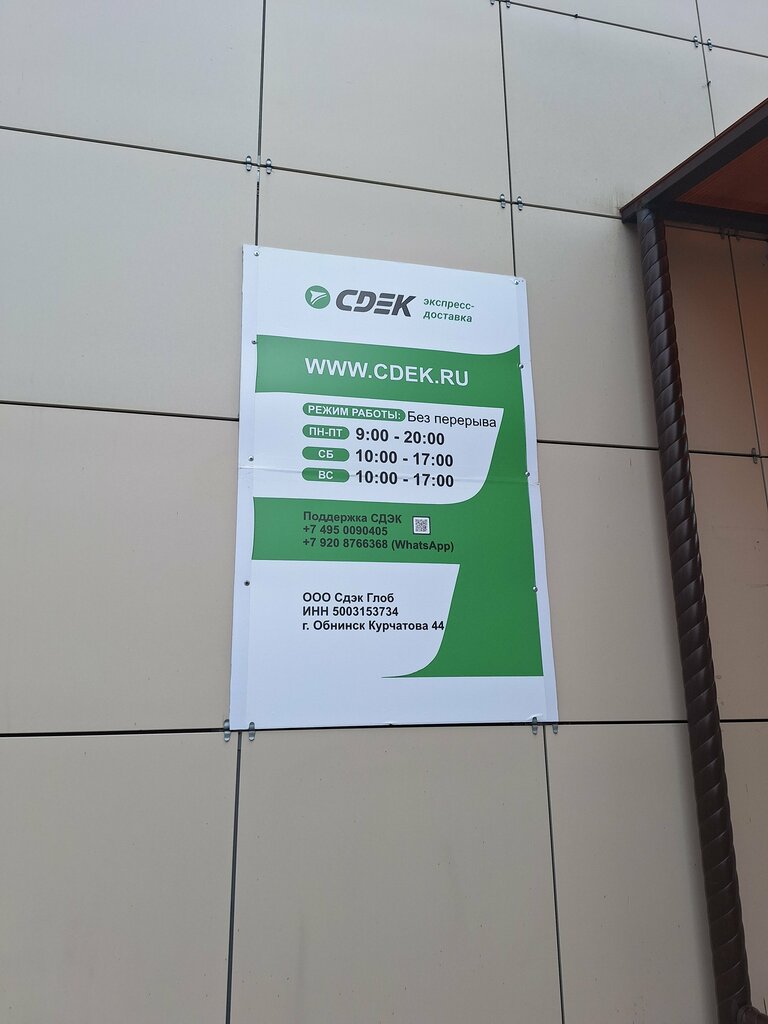 CDEK экспресс-
доставка
WWW.CDEK.RU
РЕЖИМ РАБОТЫ: Без перерыва
ПН-ПТ 9:00 - 20:00
СБ 10:00 - 17:00
ВС 10:00 - 17:00
Поддержка СДЭК
+7 495 0090405
+7 920 8766368 (WhatsApp)
ООО Сдэк Глоб
ИНН 5003153734
г. Обнинск Курчатова 44